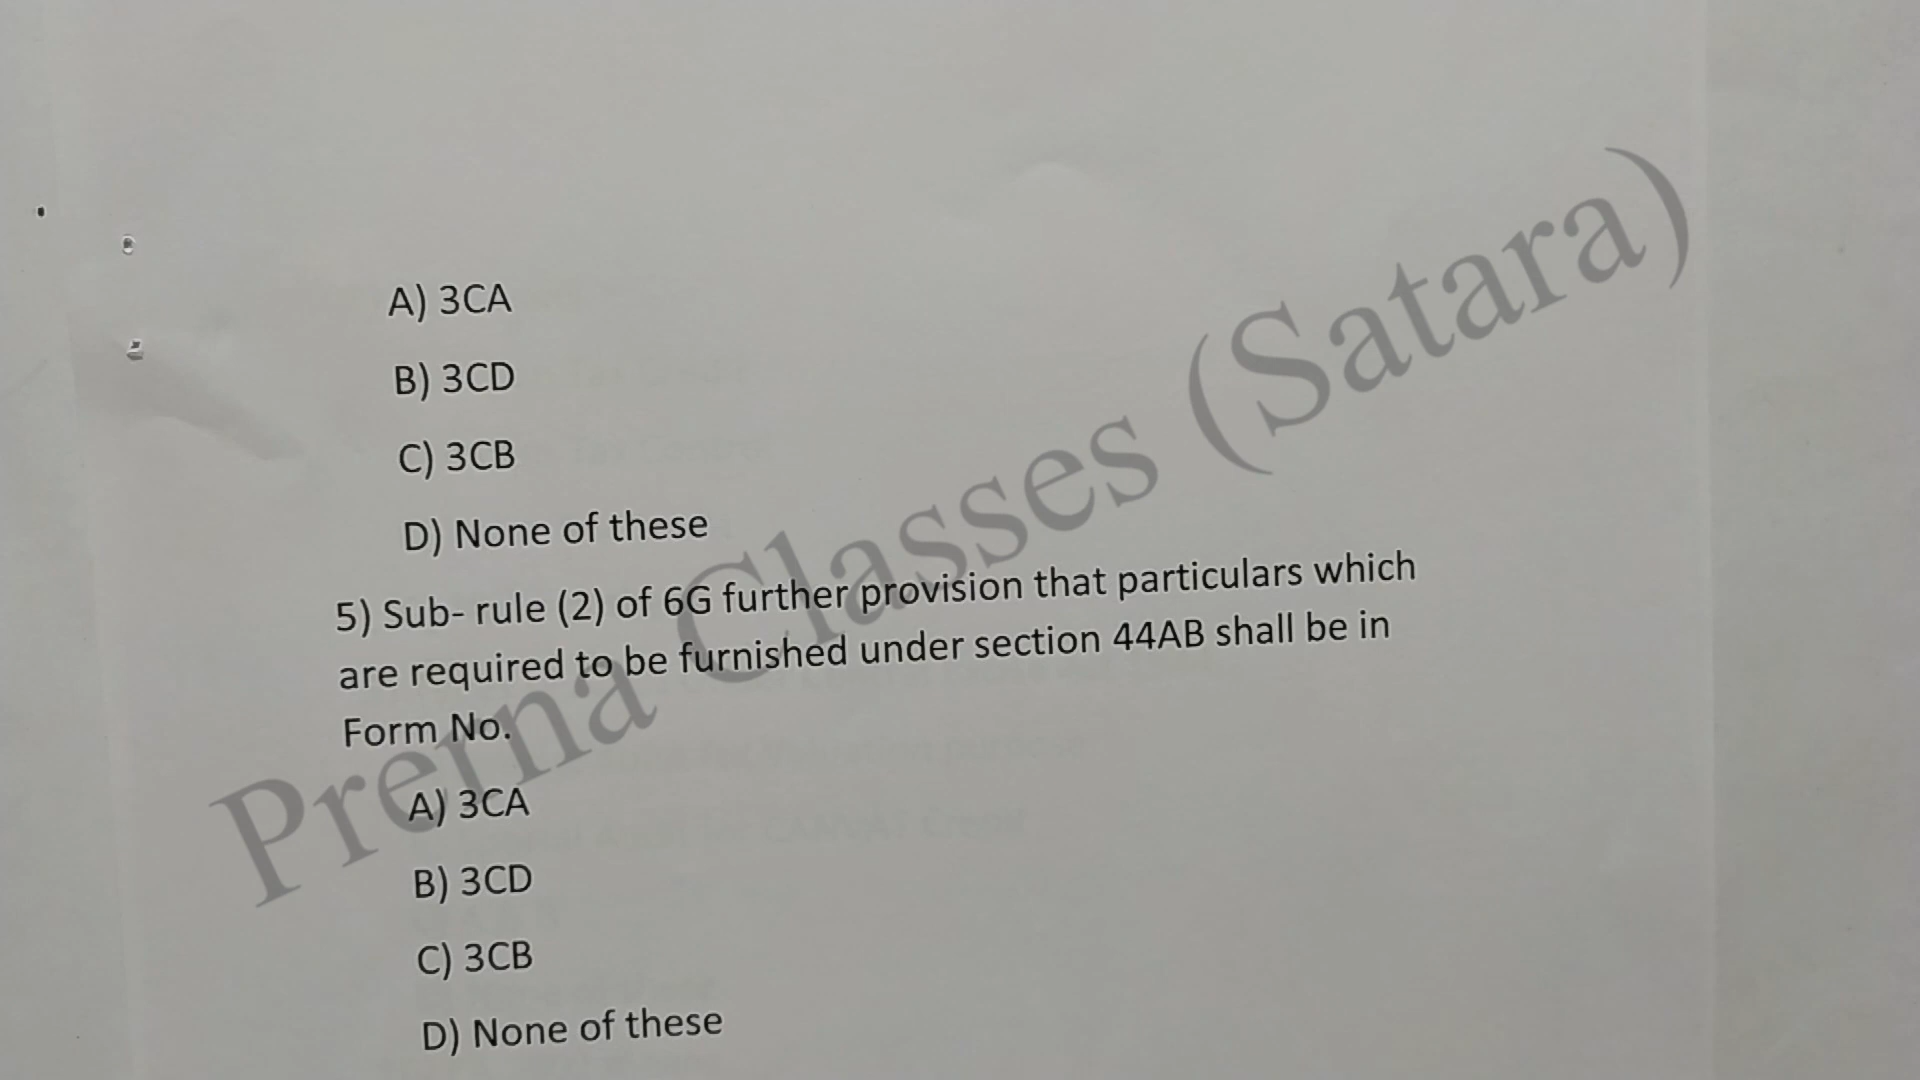 A) 3CA
B) 3CD
C) 3CB
D) None of these
5) Sub- rule (2) of 6G further provision that particulars which
are required to be furnished under section 44AB shall be in
Form No.
A) 3CA
B) 3CD
C) 3CB
D) None of these
Prerna Classes (Satara)